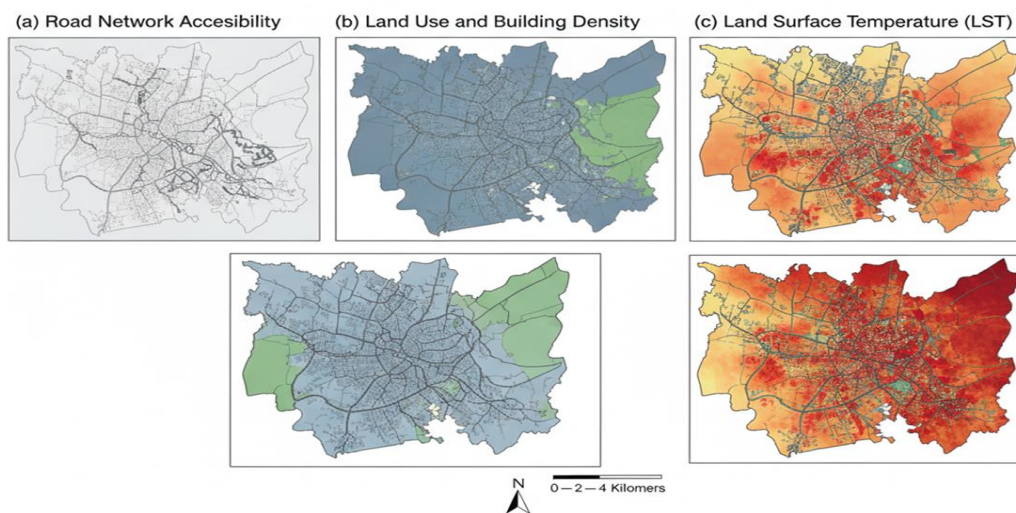 (a) Road Network Accesibility
(b) Land Use and Building Density
(c) Land Surface Temperature (LST)
N
0—2—4 Kilomers